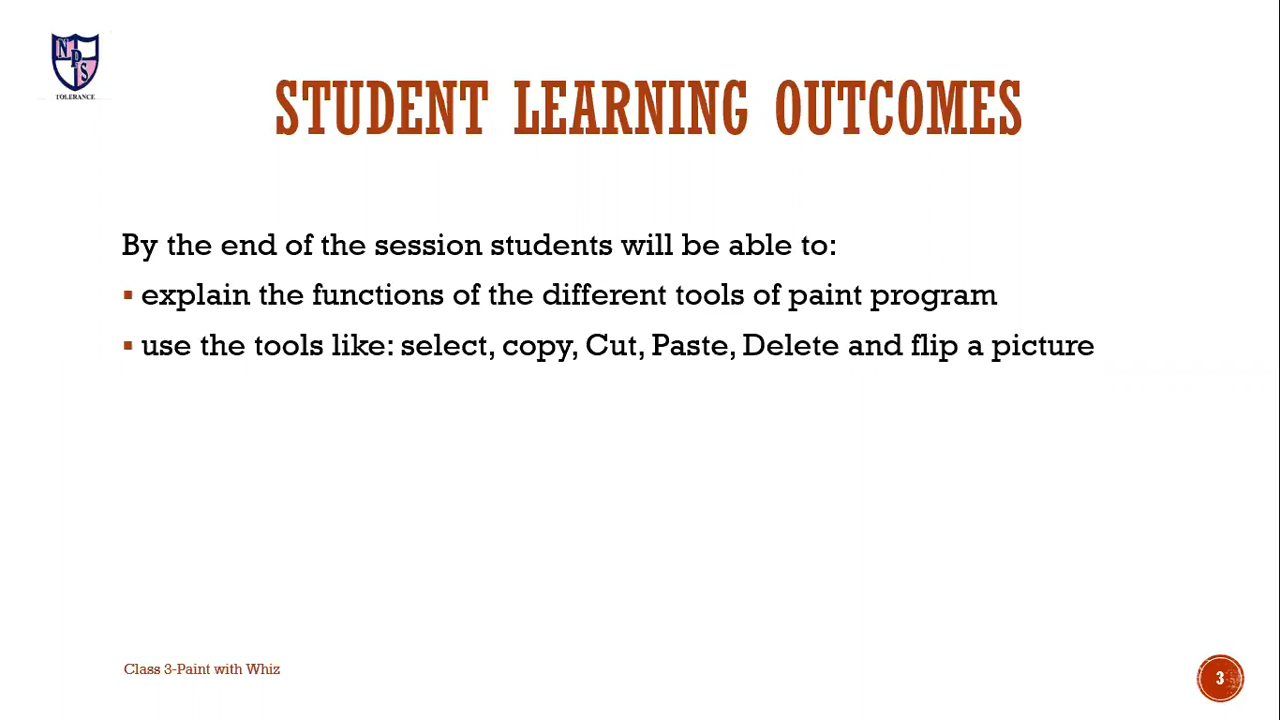 NPS
TOLERANCE
STUDENT LEARNING OUTCOMES
By the end of the session students will be able to:
explain the functions of the different tools of paint program
use the tools like: select, copy, Cut, Paste, Delete and flip a picture
Class 3-Paint with Whiz
3